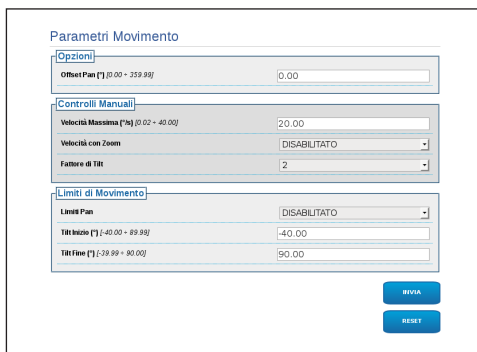 Parametri Movimento
Opzioni
Offset Pan (°) [0.00 ÷ 359.99] 0.00
Controlli Manuali
Velocità Massima (°/s) [0.02 ÷ 40.00] 20.00
Velocità con Zoom DISABILITATO
Fattore di Tilt 2
Limiti di Movimento
Limiti Pan DISABILITATO
Tilt Inizio (°) [-40.00 ÷ 89.99] -40.00
Tilt Fine (°) [-39.99 ÷ 90.00] 90.00
INVIA
RESET